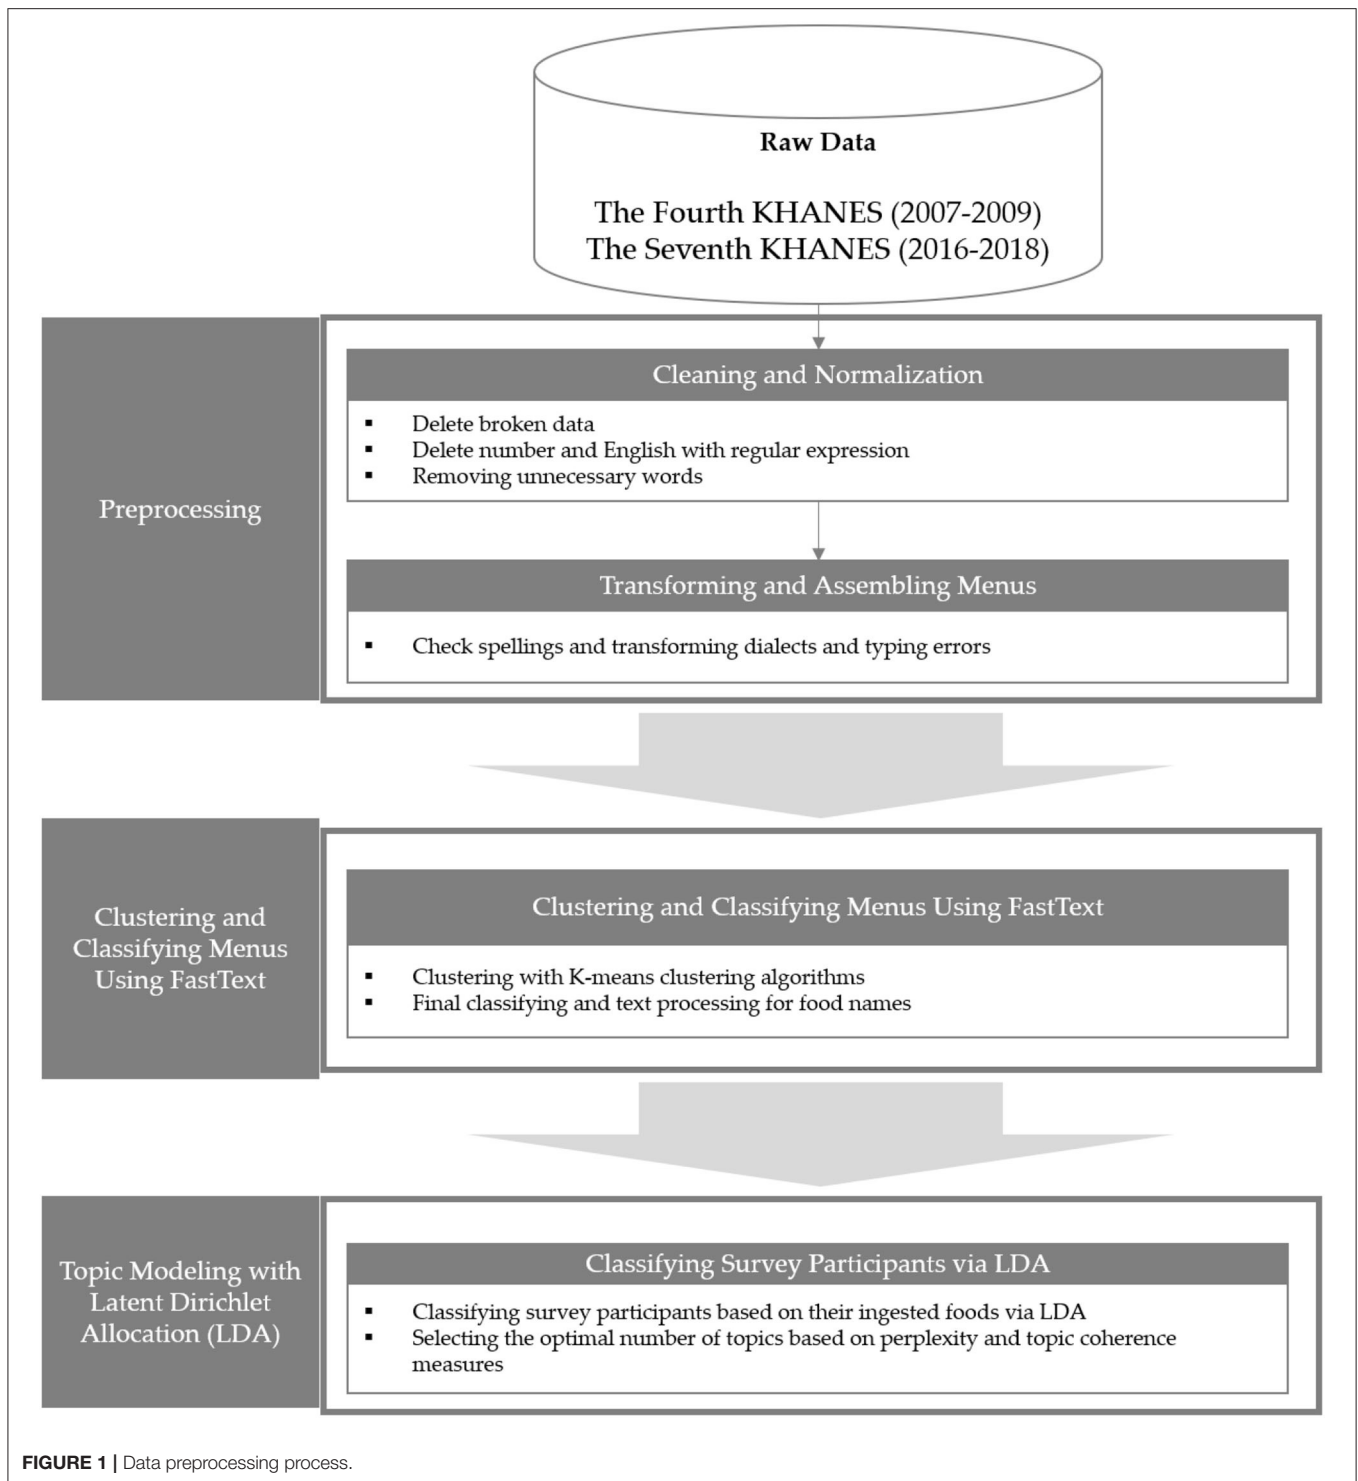 Raw Data
The Fourth KHANES (2007-2009)
The Seventh KHANES (2016-2018)
Preprocessing
Cleaning and Normalization
▪ Delete broken data
▪ Delete number and English with regular expression
▪ Removing unnecessary words
Transforming and Assembling Menus
▪ Check spellings and transforming dialects and typing errors
Clustering and
Classifying Menus
Using FastText
Clustering and Classifying Menus Using FastText
▪ Clustering with K-means clustering algorithms
▪ Final classifying and text processing for food names
Topic Modeling with
Latent Dirichlet
Allocation (LDA)
Classifying Survey Participants via LDA
▪ Classifying survey participants based on their ingested foods via LDA
▪ Selecting the optimal number of topics based on perplexity and topic coherence
measures
FIGURE 1 | Data preprocessing process.